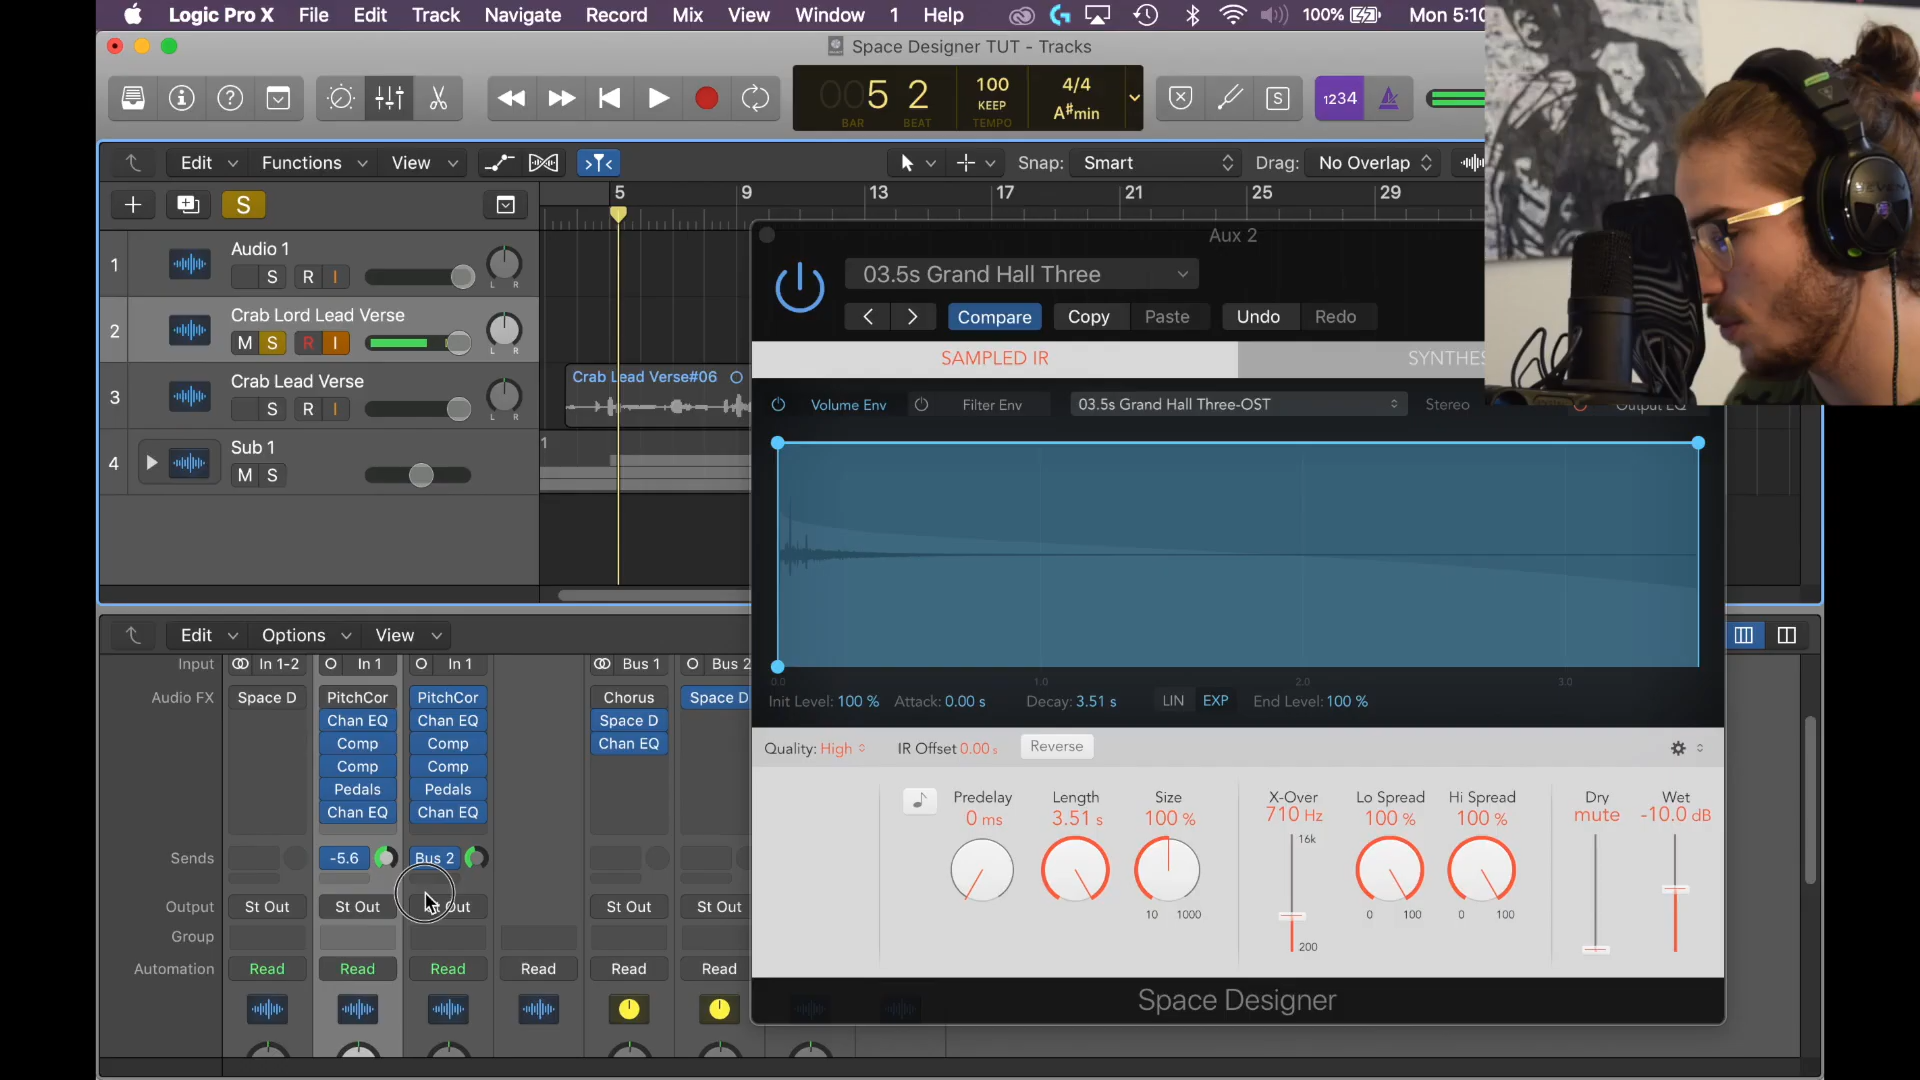 Logic Pro X File Edit Track Navigate Record Mix View Window 1 Help 100% Mon 5:10
Space Designer TUT - Tracks
005 2 100 KEEP 4/4 A#min
BAR BEAT TEMPO
S 1234
Edit Functions View Snap: Smart Drag: No Overlap
S 5 9 13 17 21 25 29
1 Audio 1
S R I L R
2 Crab Lord Lead Verse
M S R I L R
3 Crab Lead Verse
S R I L R
4 Sub 1
M S
Crab Lead Verse#06
1
Aux 2
03.5s Grand Hall Three
Compare Copy Paste Undo Redo
SAMPLED IR SYNTHES
Volume Env Filter Env 03.5s Grand Hall Three-OST Stereo Output EQ
0.0 1.0 2.0 3.0
Init Level: 100 % Attack: 0.00 s Decay: 3.51 s LIN EXP End Level: 100 %
Quality: High IR Offset 0.00 s Reverse
Predelay Length Size X-Over Lo Spread Hi Spread Dry Wet
0 ms 3.51 s 100 % 710 Hz 100 % 100 % mute -10.0 dB
16k
10 1000 0 100 0 100
200
Space Designer
Edit Options View
Input In 1-2 In 1 In 1 Bus 1 Bus 2
Audio FX Space D PitchCor PitchCor Chorus Space D
Chan EQ Chan EQ Space D
Comp Comp Chan EQ
Comp Comp
Pedals Pedals
Chan EQ Chan EQ
Sends -5.6 Bus 2
Output St Out St Out Out St Out St Out
Group
Automation Read Read Read Read Read Read